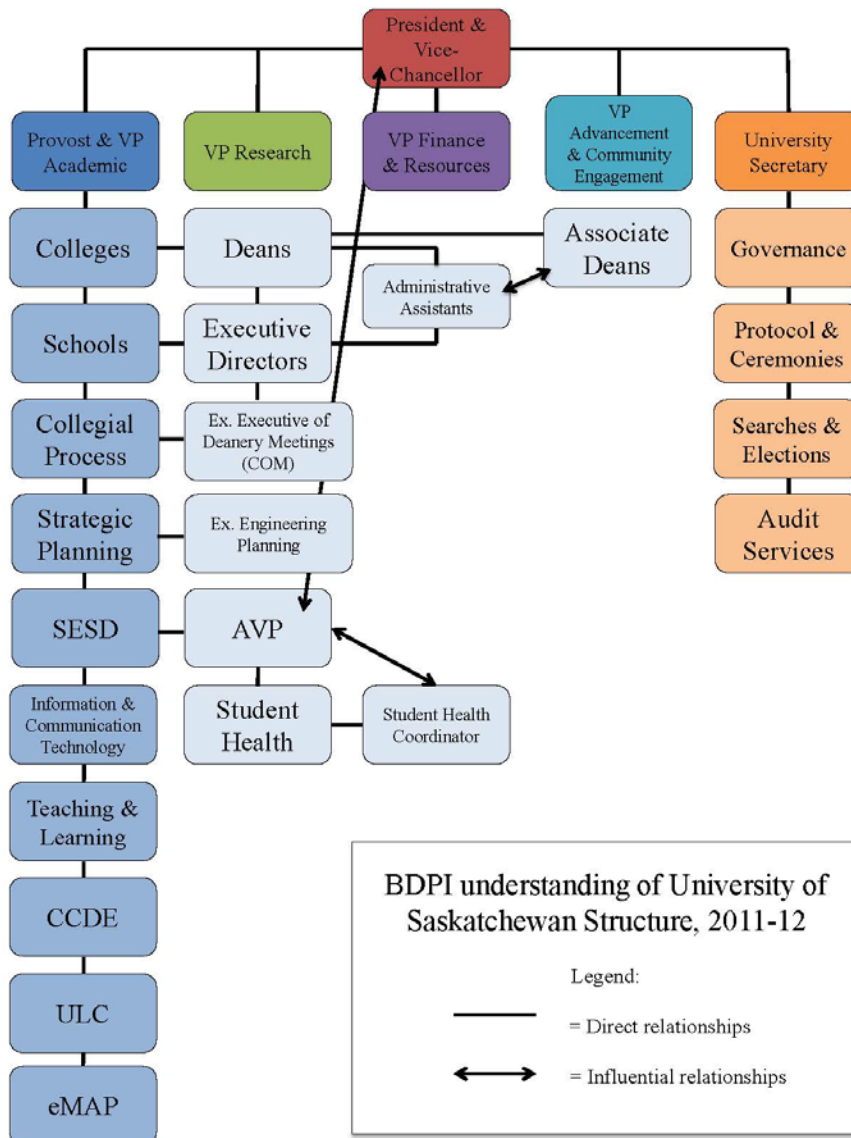 President &
Vice-
Chancellor
Provost & VP
Academic
VP Research
VP Finance
& Resources
VP
Advancement
& Community
Engagement
University
Secretary
Colleges
Deans
Administrative
Assistants
Associate
Deans
Governance
Schools
Executive
Directors
Protocol &
Ceremonies
Collegial
Process
Ex. Executive of
Deanery Meetings
(COM)
Searches &
Elections
Strategic
Planning
Ex. Engineering
Planning
Audit
Services
SESD
AVP
Information &
Communication
Technology
Student
Health
Student Health
Coordinator
Teaching &
Learning
CCDE
ULC
eMAP
BDPI understanding of University of
Saskatchewan Structure, 2011-12
Legend:
= Direct relationships
= Influential relationships